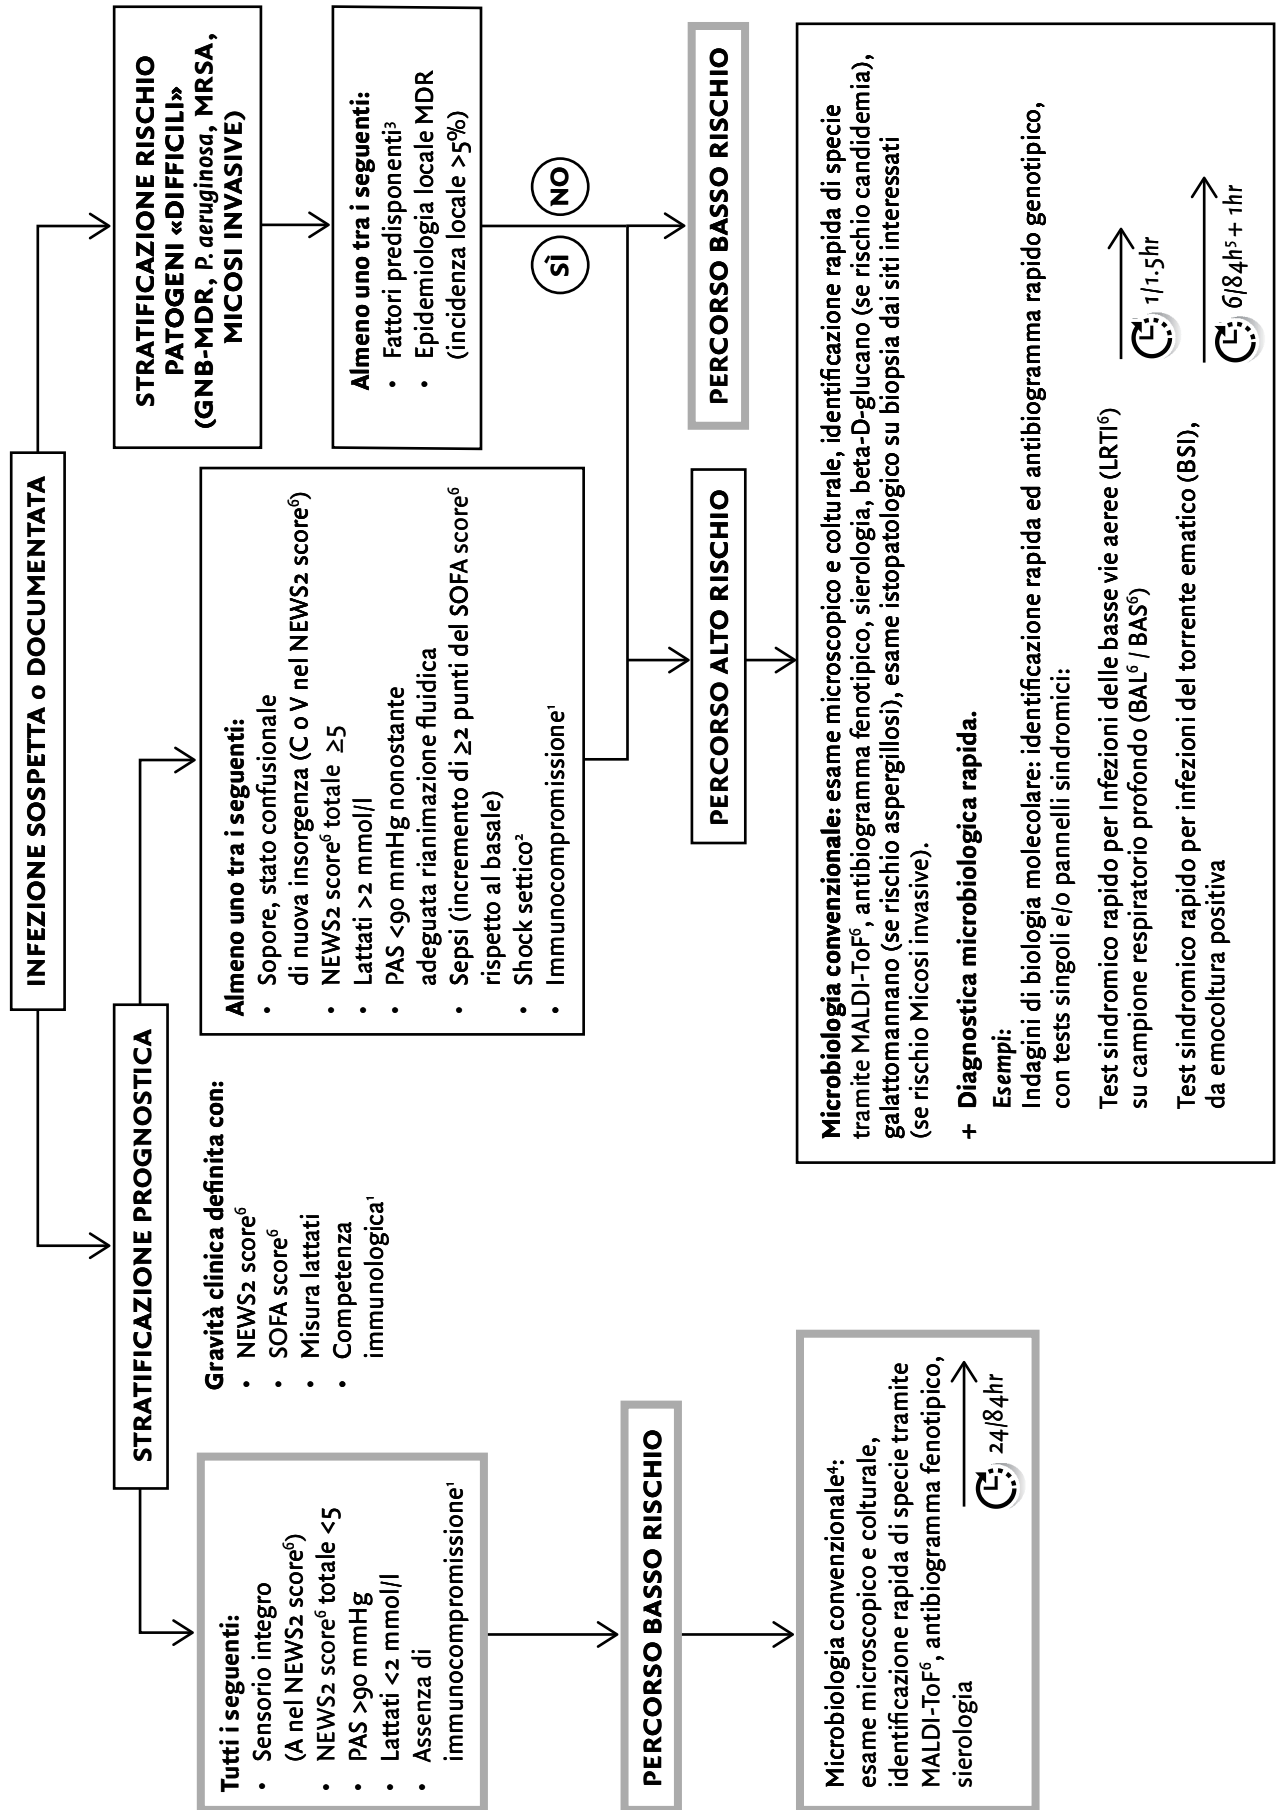 INFEZIONE SOSPETTA o DOCUMENTATA
STRATIFICAZIONE PROGNOSTICA
Gravità clinica definita con:
• NEWS2 score⁶
• SOFA score⁶
• Misura lattati
• Competenza
immunologica¹
Tutti i seguenti:
• Sensorio integro
(A nel NEWS2 score⁶)
• NEWS2 score⁶ totale <5
• PAS >90 mmHg
• Lattati <2 mmol/l
• Assenza di
immunocompromissione¹
PERCORSO BASSO RISCHIO
Microbiologia convenzionale⁴:
esame microscopico e colturale,
identificazione rapida di specie tramite
MALDI-ToF⁶, antibiogramma fenotipico,
sierologia
24/84hr
Almeno uno tra i seguenti:
• Sopore, stato confusionale
di nuova insorgenza (C o V nel NEWS2 score⁶)
• NEWS2 score⁶ totale ≥5
• Lattati >2 mmol/l
• PAS <90 mmHg nonostante
adeguata rianimazione fluidica
• Sepsi (incremento di ≥2 punti del SOFA score⁶
rispetto al basale)
• Shock settico²
• Immunocompromissione¹
STRATIFICAZIONE RISCHIO
PATOGENI «DIFFICILI»
(GNB-MDR, P. aeruginosa, MRSA,
MICOSI INVASIVE)
Almeno uno tra i seguenti:
• Fattori predisponenti³
• Epidemiologia locale MDR
(incidenza locale >5%)
SÌ
NO
PERCORSO ALTO RISCHIO
PERCORSO BASSO RISCHIO
Microbiologia convenzionale: esame microscopico e colturale, identificazione rapida di specie
tramite MALDI-ToF⁶, antibiogramma fenotipico, sierologia, beta-D-glucano (se rischio candidemia),
galattomannano (se rischio aspergillosi), esame istopatologico su biopsia dai siti interessati
(se rischio Micosi invasive).
+ Diagnostica microbiologica rapida.
Esempi:
Indagini di biologia molecolare: identificazione rapida ed antibiogramma rapido genotipico,
con tests singoli e/o pannelli sindromici:
Test sindromico rapido per Infezioni delle basse vie aeree (LRTI⁶)
su campione respiratorio profondo (BAL⁶ / BAS⁶)
1/1.5hr
Test sindromico rapido per infezioni del torrente ematico (BSI),
da emocoltura positiva
6/84h⁵ + 1hr